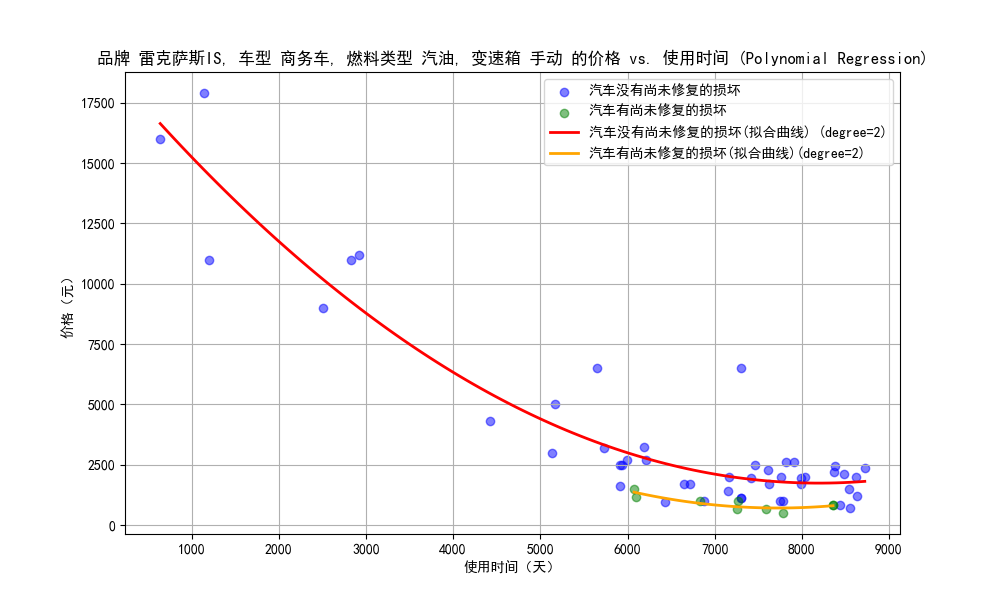 品牌 雷克萨斯IS, 车型 商务车, 燃料类型 汽油, 变速箱 手动 的价格 vs. 使用时间 (Polynomial Regression)
汽车没有尚未修复的损坏
汽车有尚未修复的损坏
汽车没有尚未修复的损坏(拟合曲线) (degree=2)
汽车有尚未修复的损坏(拟合曲线)(degree=2)
价格（元）
17500
15000
12500
10000
7500
5000
2500
0
1000 2000 3000 4000 5000 6000 7000 8000 9000
使用时间（天）